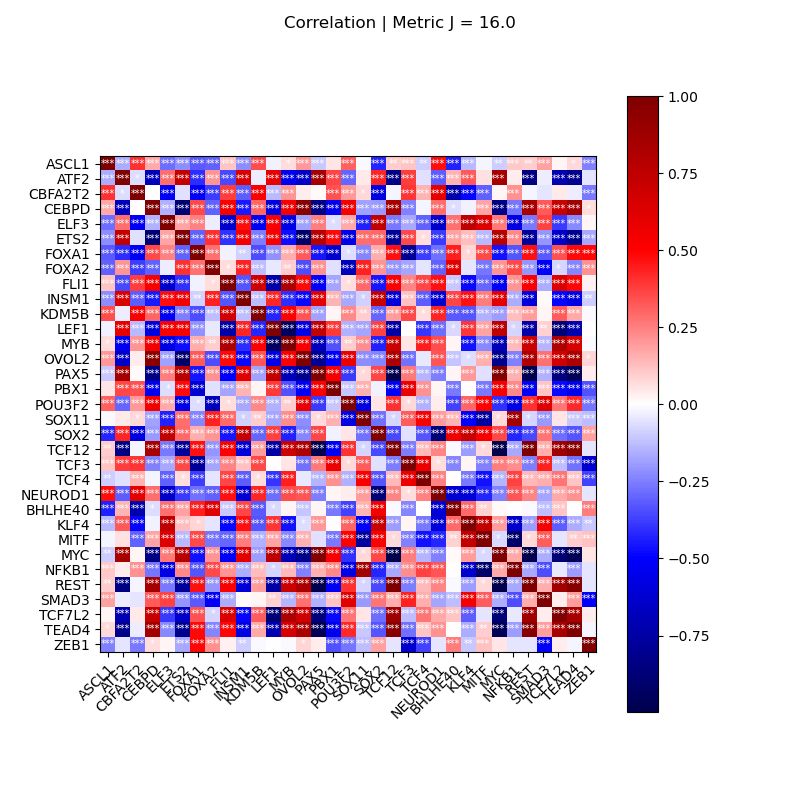 Correlation | Metric J = 16.0
ASCL1
ATF2
CBFA2T2
CEBPD
ELF3
ETS2
FOXA1
FOXA2
FLI1
INSM1
KDM5B
LEF1
MYB
OVOL2
PAX5
PBX1
POU3F2
SOX11
SOX2
TCF12
TCF3
TCF4
NEUROD1
BHLHE40
KLF4
MITF
MYC
NFKB1
REST
SMAD3
TCF7L2
TEAD4
ZEB1
ASCL1
ATF2
CBFA2T2
CEBPD
ELF3
ETS2
FOXA1
FOXA2
FLI1
INSM1
KDM5B
LEF1
MYB
OVOL2
PAX5
PBX1
POU3F2
SOX11
SOX2
TCF12
TCF3
TCF4
NEUROD1
BHLHE40
KLF4
MITF
MYC
NFKB1
REST
SMAD3
TCF7L2
TEAD4
ZEB1
1.00
0.75
0.50
0.25
0.00
−0.25
−0.50
−0.75